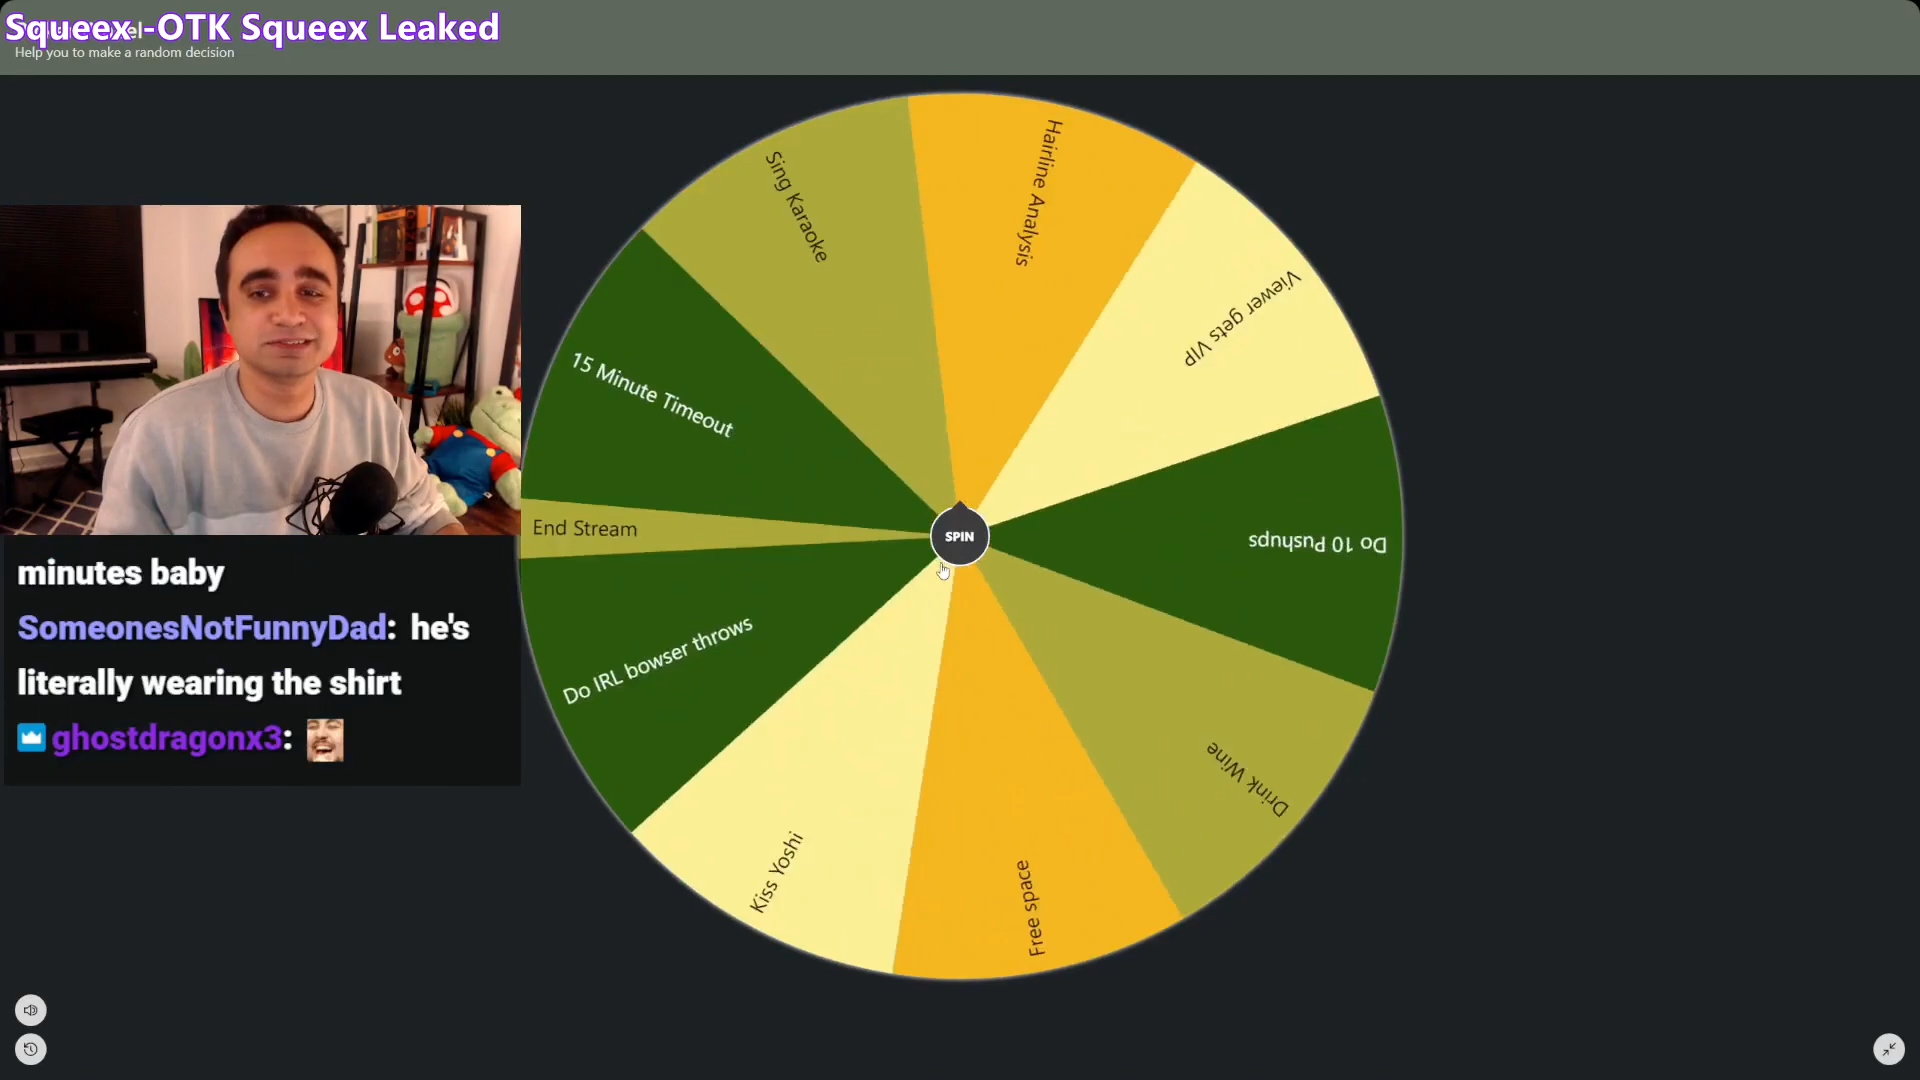 Squeex -OTK Squeex Leaked
Help you to make a random decision
Hairline Analysis
Sing Karaoke
Viewer gets VIP
15 Minute Timeout
End Stream
SPIN
Do 10 Pushups
Do IRL bowser throws
Drink Wine
Kiss Yoshi
Free space
minutes baby
SomeonesNotFunnyDad: he's
literally wearing the shirt
ghostdragonx3: